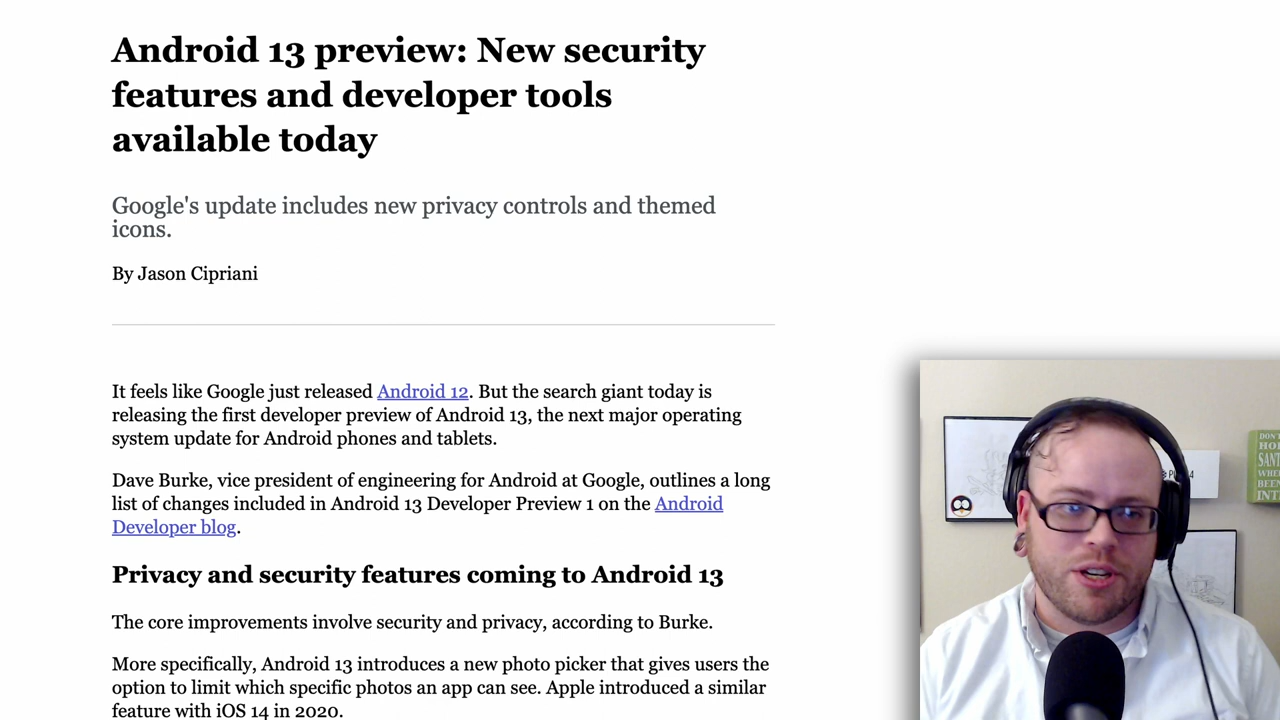 Android 13 preview: New security
features and developer tools
available today
Google's update includes new privacy controls and themed
icons.
By Jason Cipriani
It feels like Google just released Android 12. But the search giant today is
releasing the first developer preview of Android 13, the next major operating
system update for Android phones and tablets.
Dave Burke, vice president of engineering for Android at Google, outlines a long
list of changes included in Android 13 Developer Preview 1 on the Android
Developer blog.
Privacy and security features coming to Android 13
The core improvements involve security and privacy, according to Burke.
More specifically, Android 13 introduces a new photo picker that gives users the
option to limit which specific photos an app can see. Apple introduced a similar
feature with iOS 14 in 2020.